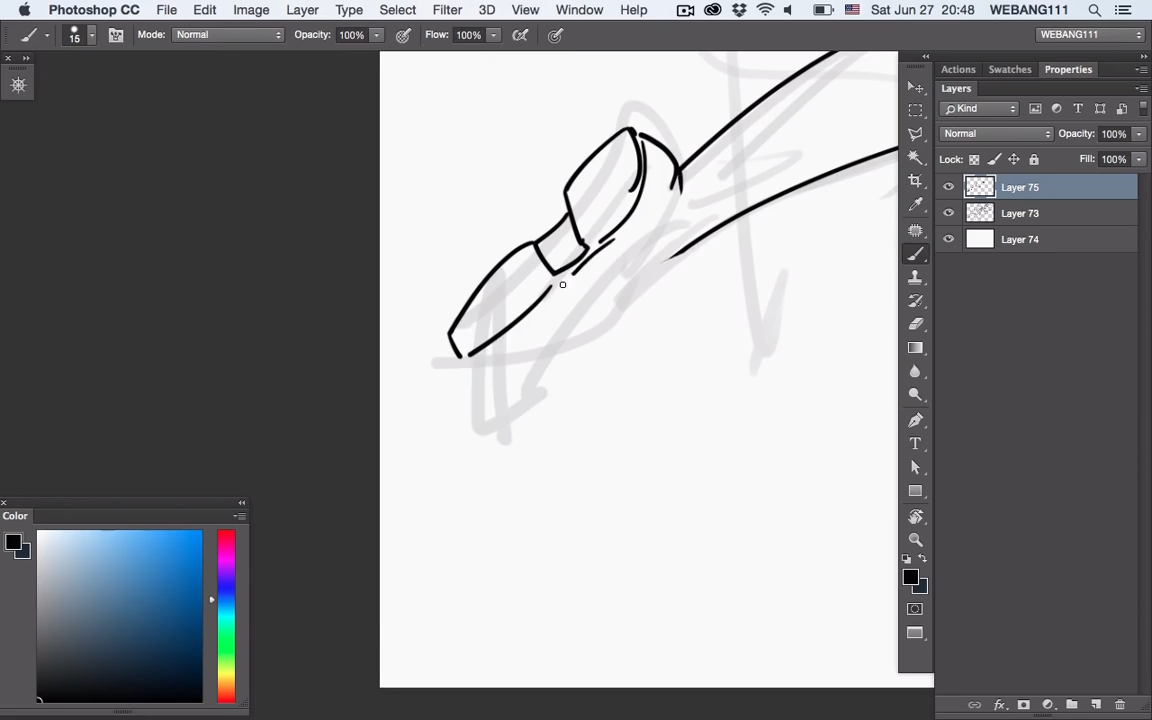 Photoshop CC File Edit Image Layer Type Select Filter 3D View Window Help Sat Jun 27 20:48 WEBANG111
15 Mode: Normal Opacity: 100% Flow: 100% WEBANG111
Actions Swatches Properties
Layers
Kind
Normal Opacity: 100%
Lock: Fill: 100%
Layer 75
Layer 73
Layer 74
Color